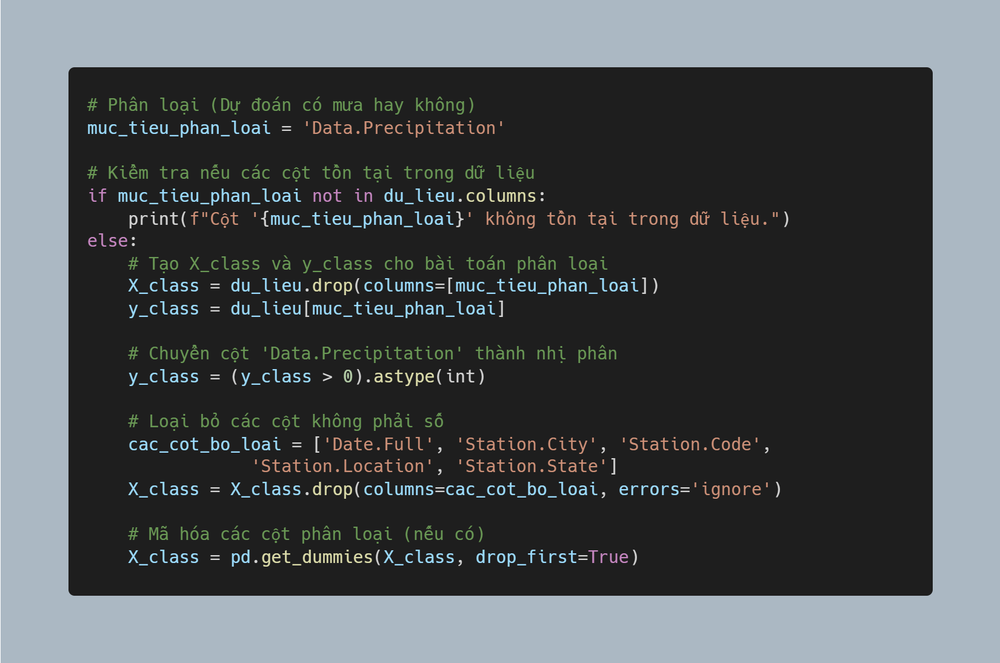 # Phân loại (Dự đoán có mưa hay không)
muc_tieu_phan_loai = 'Data.Precipitation'

# Kiểm tra nếu các cột tồn tại trong dữ liệu
if muc_tieu_phan_loai not in du_lieu.columns:
    print(f"Cột '{muc_tieu_phan_loai}' không tồn tại trong dữ liệu.")
else:
    # Tạo X_class và y_class cho bài toán phân loại
    X_class = du_lieu.drop(columns=[muc_tieu_phan_loai])
    y_class = du_lieu[muc_tieu_phan_loai]

    # Chuyển cột 'Data.Precipitation' thành nhị phân
    y_class = (y_class > 0).astype(int)

    # Loại bỏ các cột không phải số
    cac_cot_bo_loai = ['Date.Full', 'Station.City', 'Station.Code',
                'Station.Location', 'Station.State']
    X_class = X_class.drop(columns=cac_cot_bo_loai, errors='ignore')

    # Mã hóa các cột phân loại (nếu có)
    X_class = pd.get_dummies(X_class, drop_first=True)